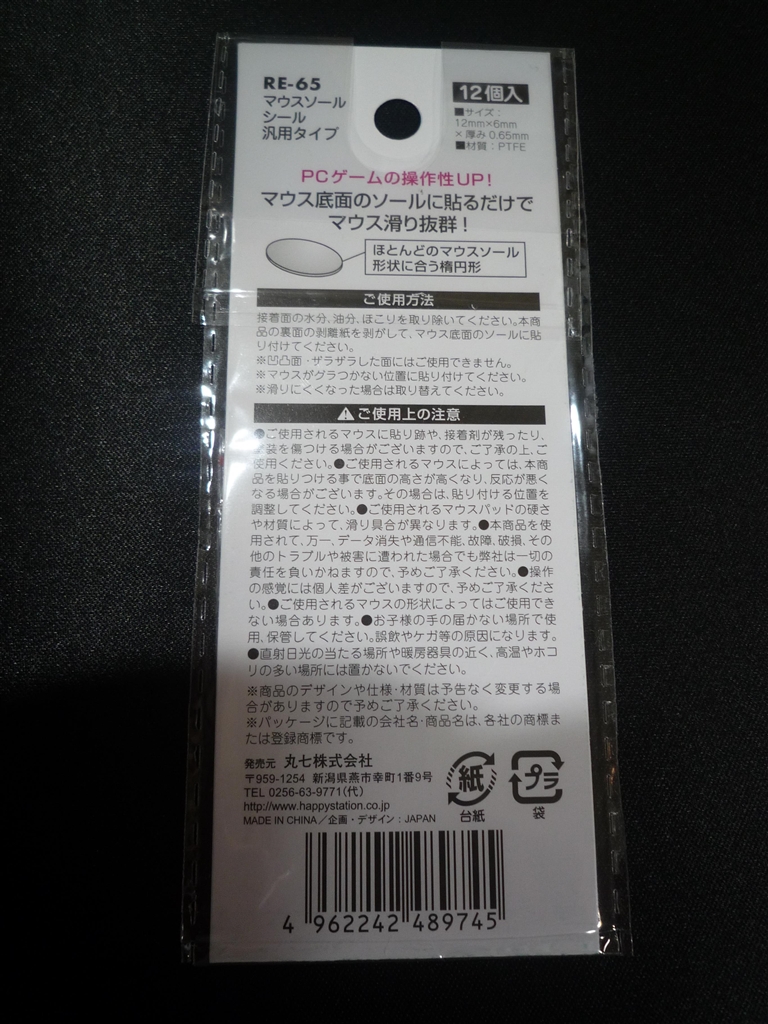 RE-65
マウスソール
シール
汎用タイプ
12個入
■サイズ：
12mm×6mm
×厚み0.65mm
■材質：PTFE
PCゲームの操作性UP！
マウス底面のソールに貼るだけで
マウス滑り抜群！
ほとんどのマウスソール
形状に合う楕円形
ご使用方法
接着面の水分、油分、ほこりを取り除いてください。本商
品の裏面の剥離紙を剥がして、マウス底面のソールに貼
り付けてください。
※凹凸面・ザラザラした面にはご使用できません。
※マウスがグラつかない位置に貼り付けてください。
※滑りにくくなった場合は取り替えてください。
⚠ご使用上の注意
●ご使用されるマウスに貼り跡や、接着剤が残ったり、
塗装を傷つける場合がございますので、ご了承の上、ご
使用ください。●ご使用されるマウスによっては、本商
品を貼りつける事で底面の高さが高くなり、反応が悪く
なる場合がございます。その場合は、貼り付ける位置を
調整してください。●ご使用されるマウスパッドの硬さ
や材質によって、滑り具合が異なります。●本商品を使
用されて、万一、データ消失や通信不能、故障、破損、その
他のトラブルや被害に遭われた場合でも弊社は一切の
責任を負いかねますので、予めご了承ください。●操作
の感覚には個人差がございますので、予めご了承くださ
い。●ご使用されるマウスの形状によってはご使用でき
ない場合あります。●お子様の手の届かない場所で使
用、保管してください。誤飲やケガ等の原因になります。
●直射日光の当たる場所や暖房器具の近く、高温やホコ
リの多い場所には置かないでください。
※商品のデザインや仕様・材質は予告なく変更する場
合がありますので予めご了承ください。
※パッケージに記載の会社名・商品名は、各社の商標ま
たは登録商標です。
発売元 丸七株式会社
〒959-1254 新潟県燕市幸町1番9号
TEL 0256-63-9771(代)
http://www.happystation.co.jp
MADE IN CHINA／企画・デザイン：JAPAN
紙
台紙
プラ
袋
4 962242 489745